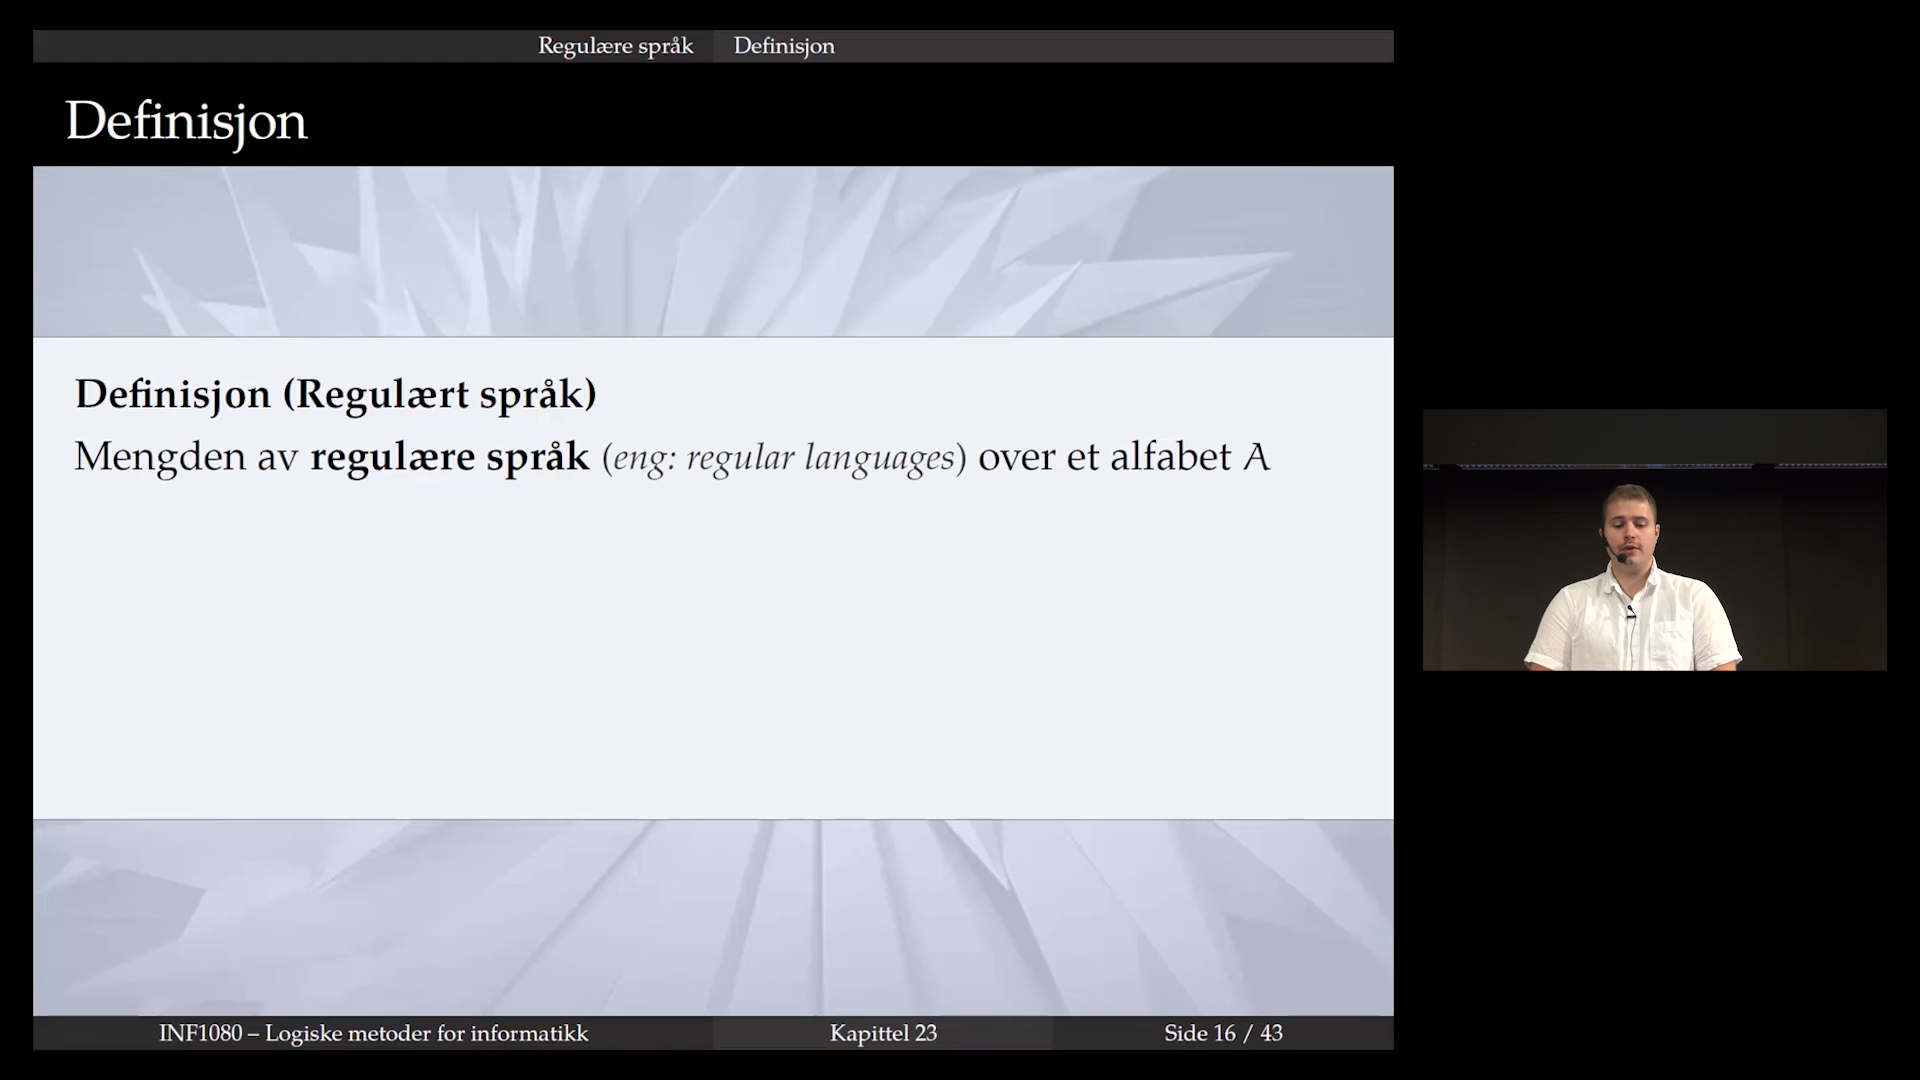 Regulære språk Definisjon
Definisjon
Definisjon (Regulært språk)
Mengden av regulære språk (eng: regular languages) over et alfabet A
INF1080 – Logiske metoder for informatikk Kapittel 23 Side 16 / 43